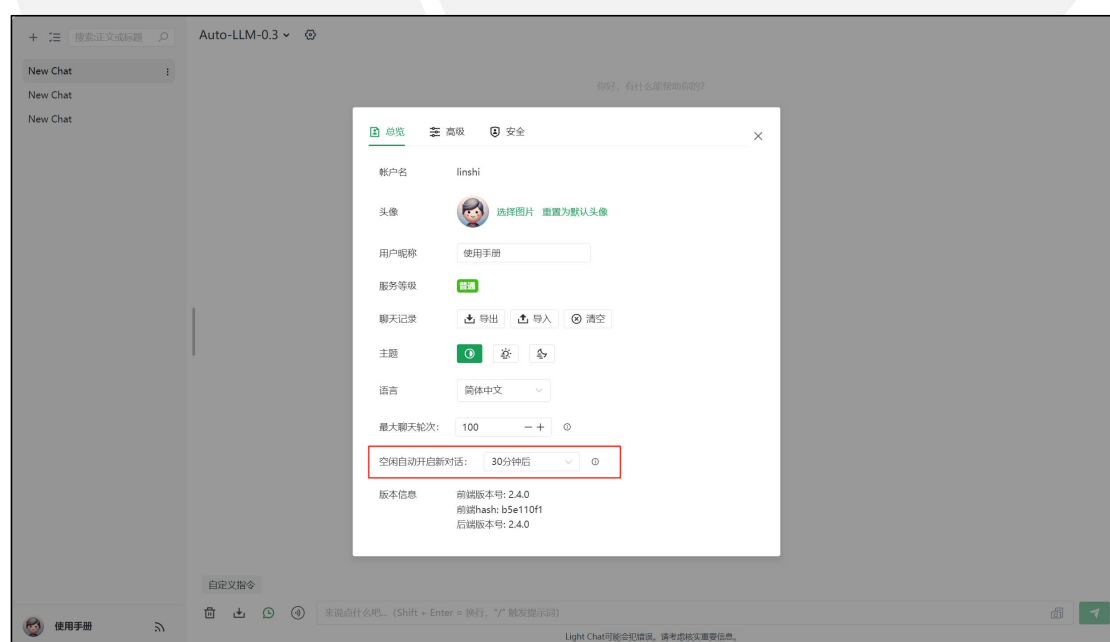 搜索:正文或标题
Auto-LLM-0.3
New Chat
New Chat
New Chat
你好，有什么能帮助你的?
总览 高级 安全
帐户名 linshi
头像 选择图片 重置为默认头像
用户昵称 使用手册
服务等级 普通
聊天记录 导出 导入 清空
主题
语言 简体中文
最大聊天轮次: 100
空闲自动开启新对话: 30分钟后
版本信息 前端版本号: 2.4.0
前端hash: b5e110f1
后端版本号: 2.4.0
自定义指令
来说点什么吧... (Shift + Enter = 换行, "/" 触发提示词)
使用手册
Light Chat可能会犯错误。请考虑核实重要信息。